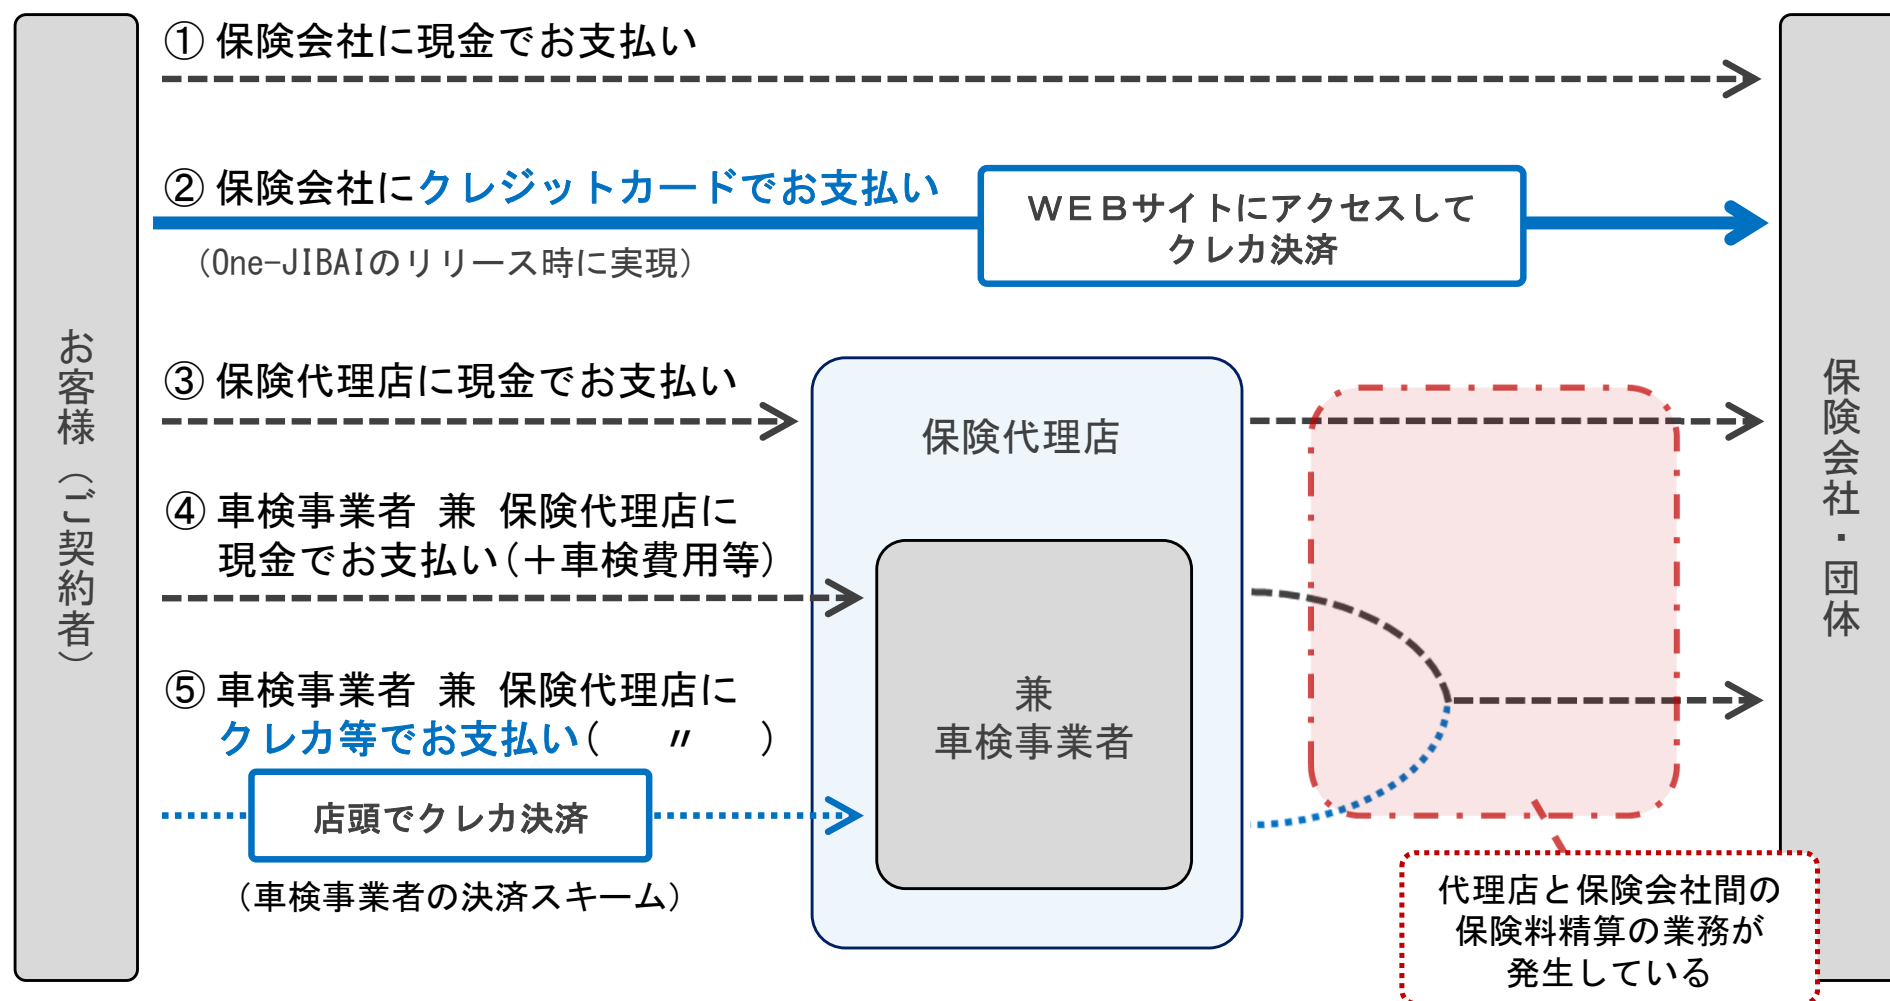 お客様（ご契約者）
① 保険会社に現金でお支払い
② 保険会社にクレジットカードでお支払い
（One-JIBAIのリリース時に実現）
ＷＥＢサイトにアクセスして
クレカ決済
③ 保険代理店に現金でお支払い
④ 車検事業者 兼 保険代理店に
現金でお支払い（＋車検費用等）
⑤ 車検事業者 兼 保険代理店に
クレカ等でお支払い（ 〃 ）
店頭でクレカ決済
（車検事業者の決済スキーム）
保険代理店
兼
車検事業者
代理店と保険会社間の
保険料精算の業務が
発生している
保険会社・団体